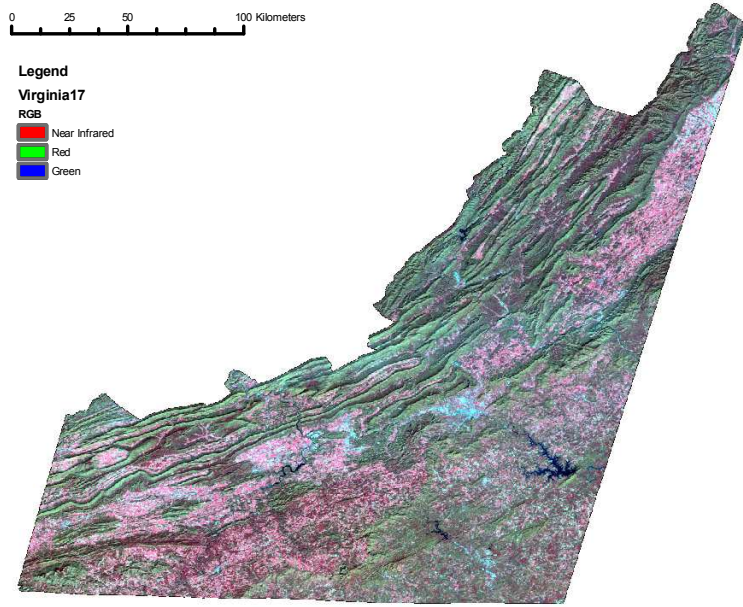 0 25 50 100 Kilometers
Legend
Virginia17
RGB
Near Infrared
Red
Green